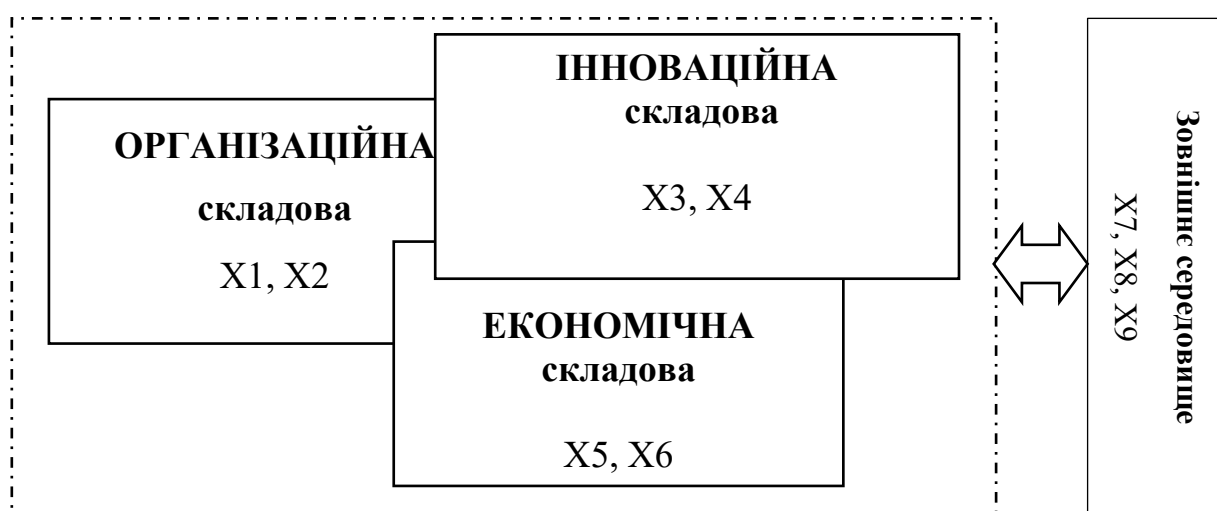 ІННОВАЦІЙНА
складова
Х3, Х4
ОРГАНІЗАЦІЙНА
складова
Х1, Х2
ЕКОНОМІЧНА
складова
Х5, Х6
Зовнішнє середовище
Х7, Х8, Х9